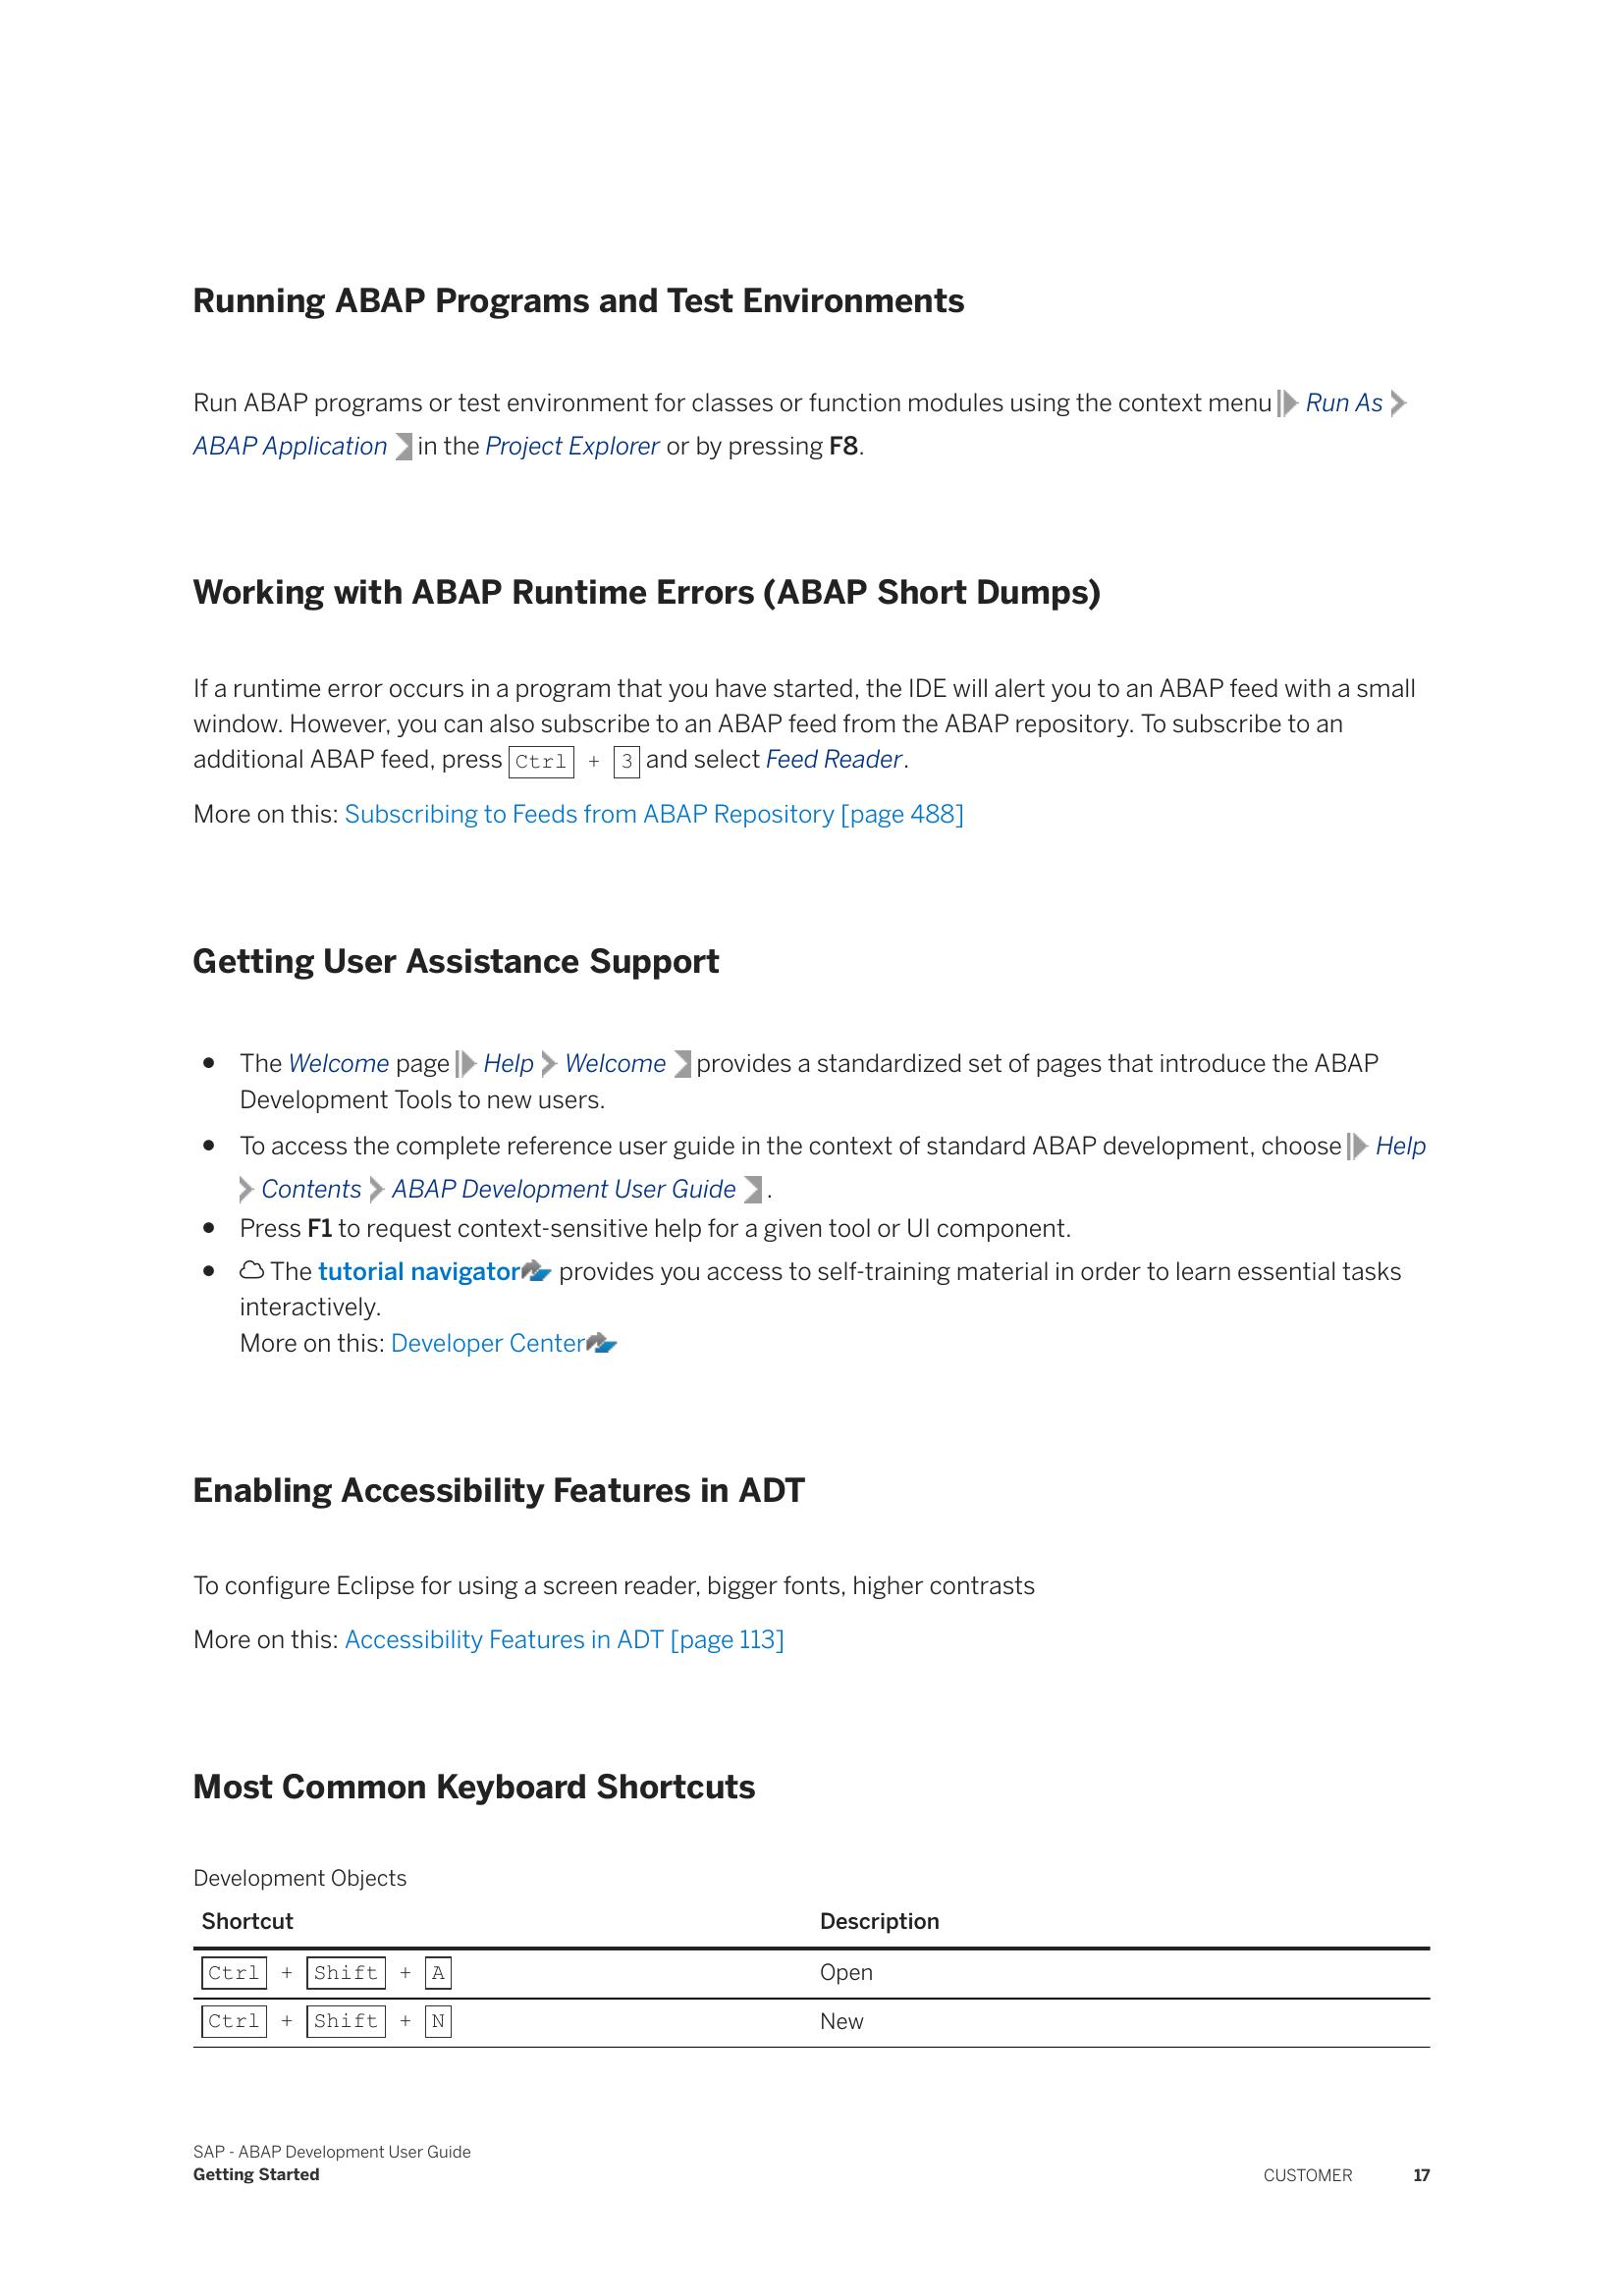 Running ABAP Programs and Test Environments
Run ABAP programs or test environment for classes or function modules using the context menu Run As
ABAP Application in the Project Explorer or by pressing F8.
Working with ABAP Runtime Errors (ABAP Short Dumps)
If a runtime error occurs in a program that you have started, the IDE will alert you to an ABAP feed with a small
window. However, you can also subscribe to an ABAP feed from the ABAP repository. To subscribe to an
additional ABAP feed, press Ctrl + 3 and select Feed Reader.
More on this: Subscribing to Feeds from ABAP Repository [page 488]
Getting User Assistance Support
• The Welcome page Help Welcome provides a standardized set of pages that introduce the ABAP
Development Tools to new users.
• To access the complete reference user guide in the context of standard ABAP development, choose Help
Contents ABAP Development User Guide .
• Press F1 to request context-sensitive help for a given tool or UI component.
• The tutorial navigator provides you access to self-training material in order to learn essential tasks
interactively.
More on this: Developer Center
Enabling Accessibility Features in ADT
To configure Eclipse for using a screen reader, bigger fonts, higher contrasts
More on this: Accessibility Features in ADT [page 113]
Most Common Keyboard Shortcuts
Development Objects
Shortcut Description
Ctrl + Shift + A Open
Ctrl + Shift + N New
SAP - ABAP Development User Guide
Getting Started CUSTOMER 17